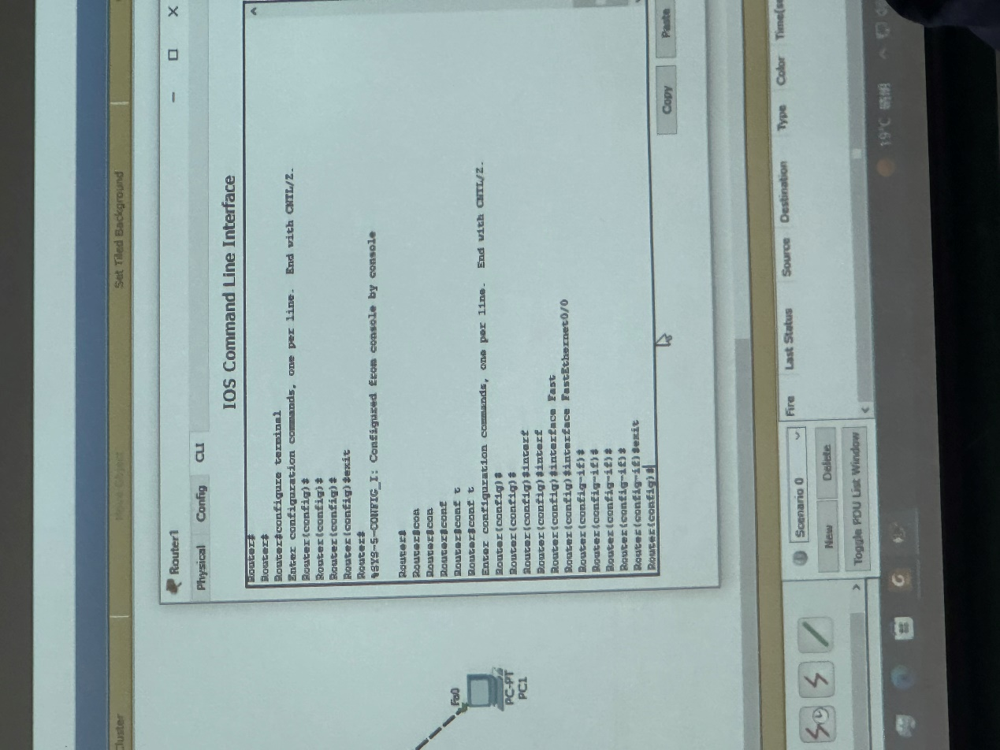 Cluster
Move Object
Set Tiled Background
Router1
Physical
Config
CLI
IOS Command Line Interface
Router#
Router#
Router#configure terminal
Enter configuration commands, one per line.  End with CNTL/Z.
Router(config)#
Router(config)#
Router(config)#
Router(config)#exit
Router#
%SYS-5-CONFIG_I: Configured from console by console
Router#
Router#con
Router#con
Router#conf
Router#conf t
Router#conf t
Enter configuration commands, one per line.  End with CNTL/Z.
Router(config)#
Router(config)#
Router(config)#interf
Router(config)#interf
Router(config)#interface Fast
Router(config)#interface FastEthernet0/0
Router(config-if)#
Router(config-if)#
Router(config-if)#
Router(config-if)#
Router(config-if)#exit
Router(config)#
Copy
Paste
Fa0
PC-PT
PC1
Scenario 0
New
Delete
Toggle PDU List Window
Fire
Last Status
Source
Destination
Type
Color
19°C 晴朗